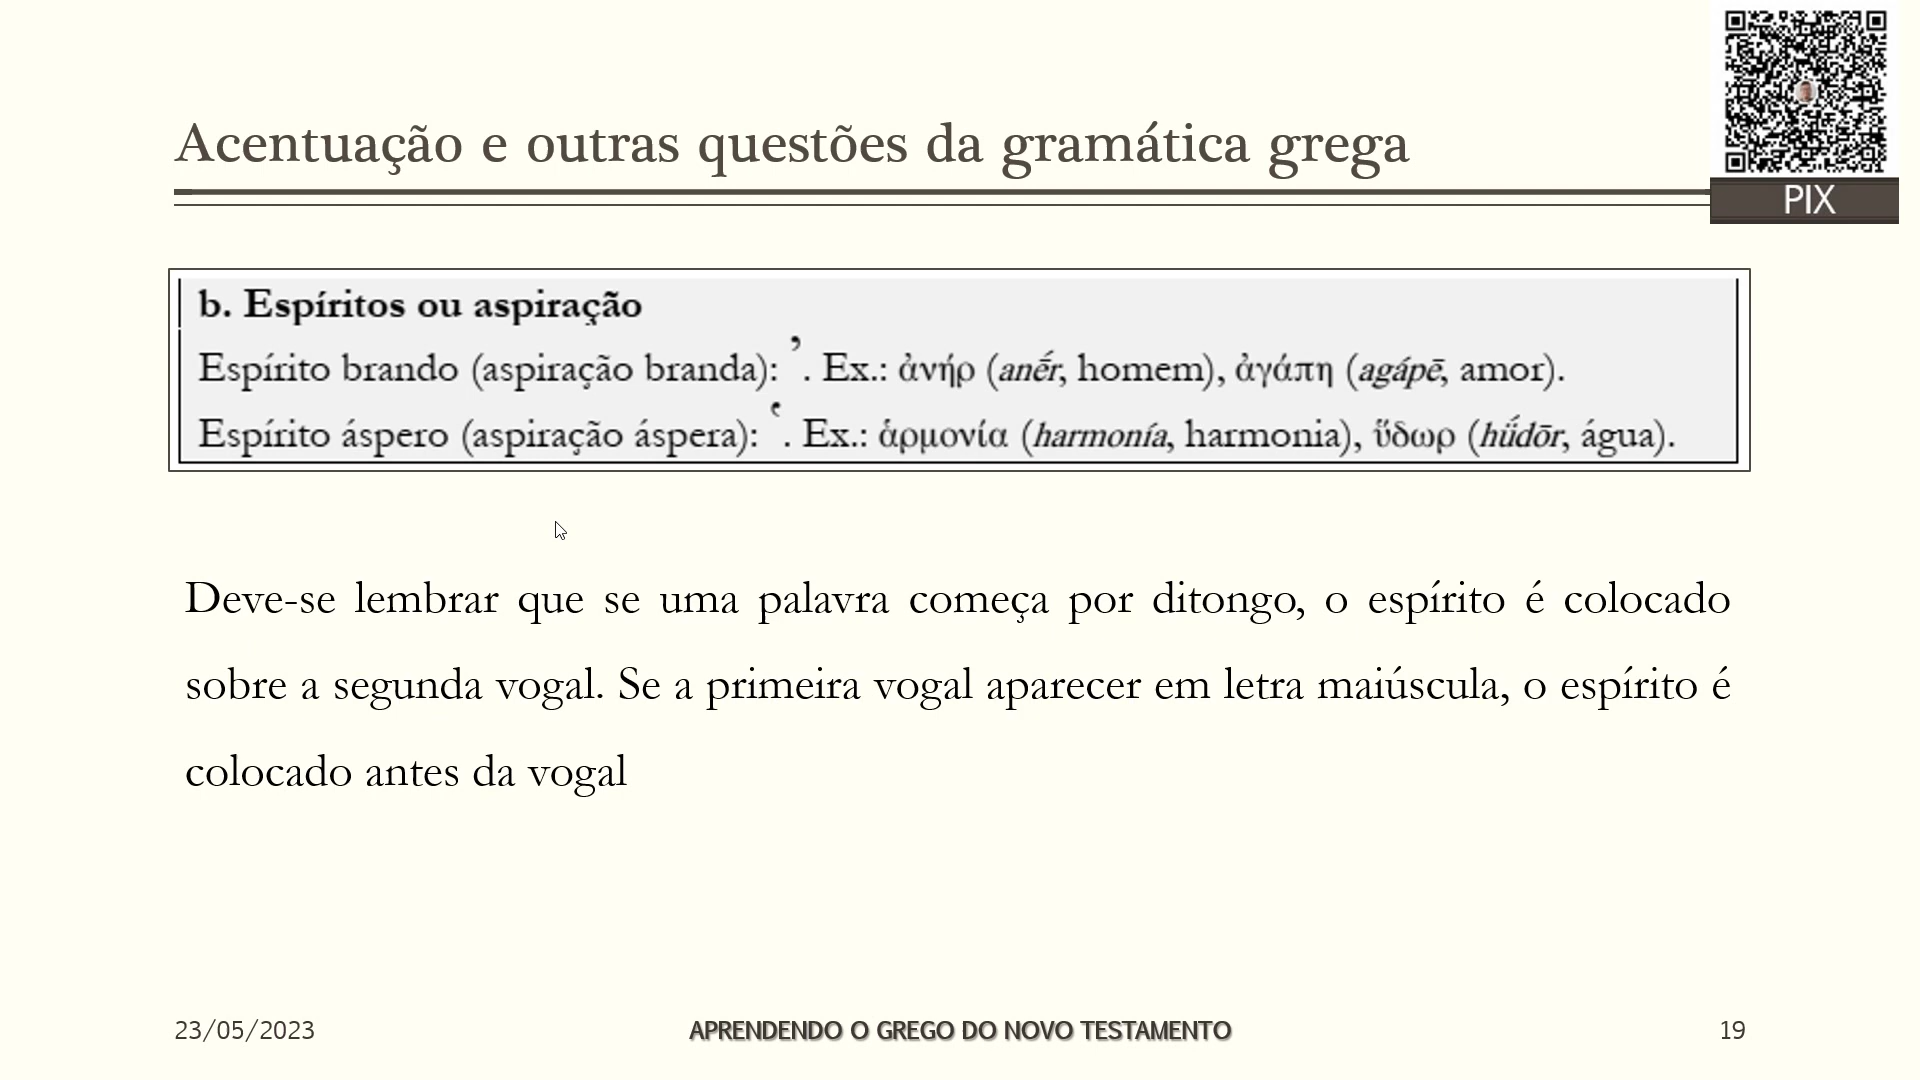 PIX
Acentuação e outras questões da gramática grega
b. Espíritos ou aspiração
Espírito brando (aspiração branda): ᾿. Ex.: ἀνήρ (anḗr, homem), ἀγάπη (agápē, amor).
Espírito áspero (aspiração áspera): ῾. Ex.: ἁρμονία (harmonía, harmonia), ὕδωρ (hǘdōr, água).
Deve-se lembrar que se uma palavra começa por ditongo, o espírito é colocado
sobre a segunda vogal. Se a primeira vogal aparecer em letra maiúscula, o espírito é
colocado antes da vogal
23/05/2023
APRENDENDO O GREGO DO NOVO TESTAMENTO
19